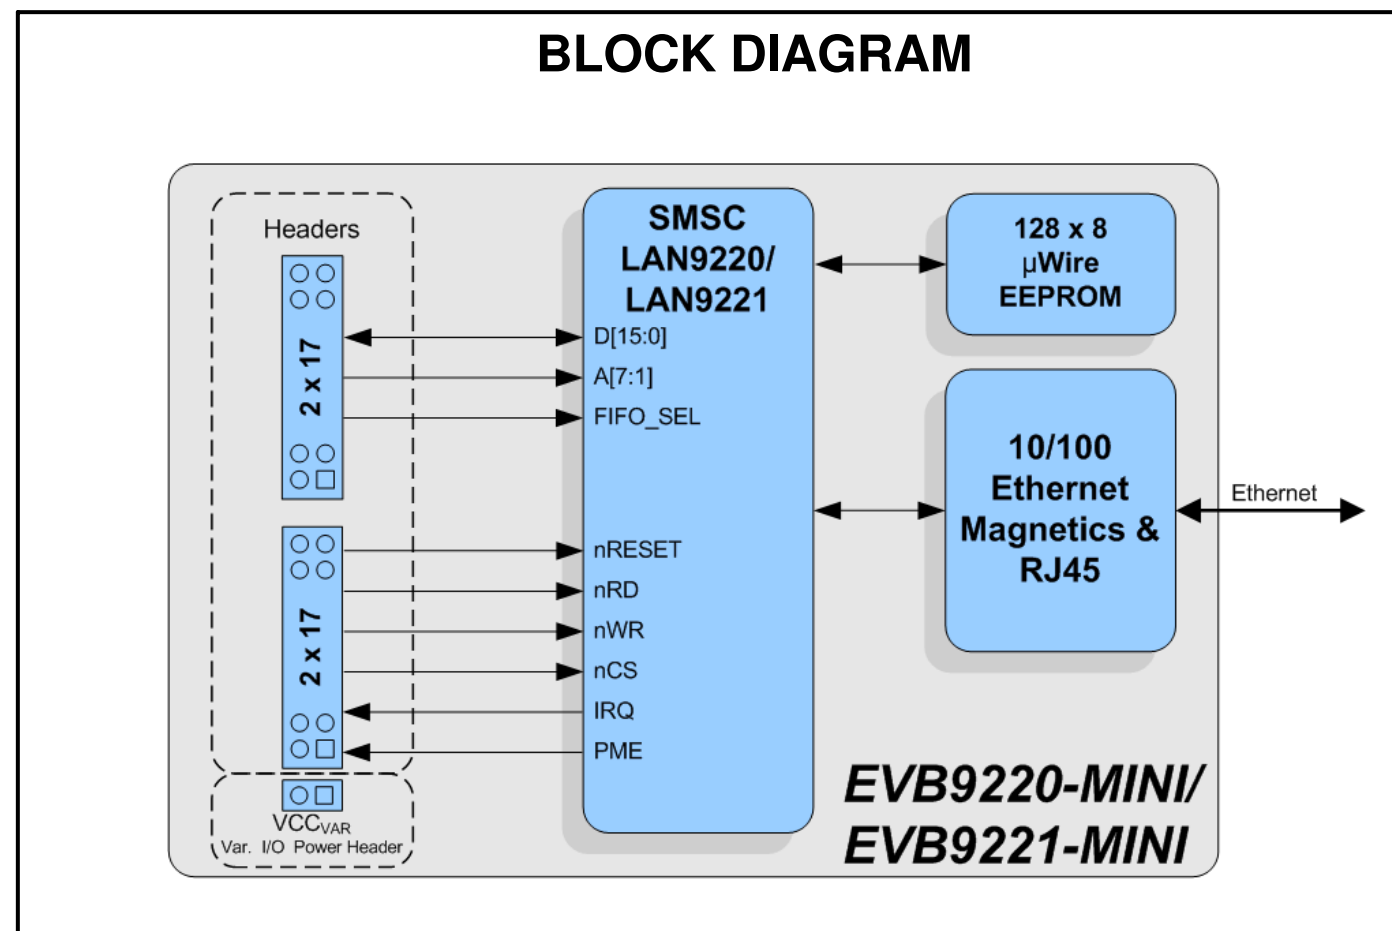 BLOCK DIAGRAM
Headers
2 x 17
2 x 17
VCCVAR
Var. I/O Power Header
SMSC
LAN9220/
LAN9221
D[15:0]
A[7:1]
FIFO_SEL
nRESET
nRD
nWR
nCS
IRQ
PME
128 x 8
µWire
EEPROM
10/100
Ethernet
Magnetics &
RJ45
Ethernet
EVB9220-MINI/
EVB9221-MINI